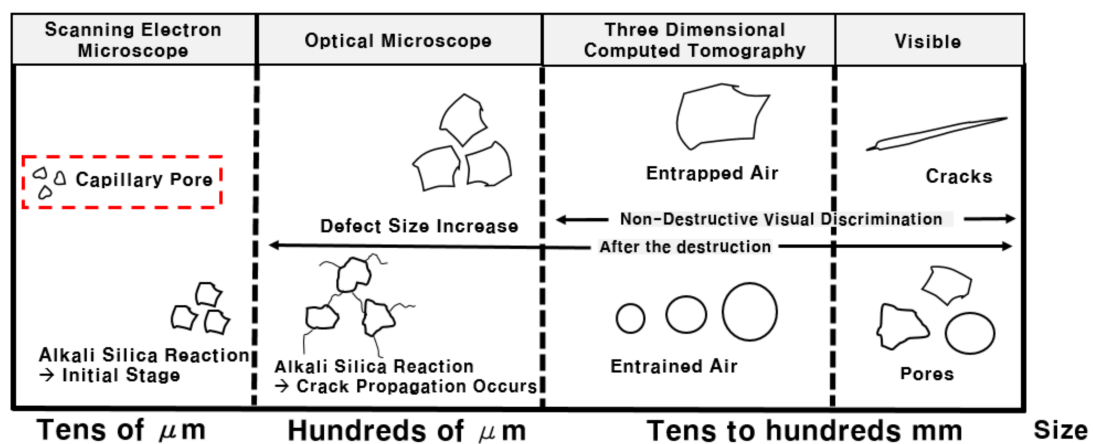 Scanning Electron
Microscope
Optical Microscope
Three Dimensional
Computed Tomography
Visible
Capillary Pore
Entrapped Air
Cracks
Defect Size Increase
Non-Destructive Visual Discrimination
After the destruction
Alkali Silica Reaction
→ Initial Stage
Alkali Silica Reaction
→ Crack Propagation Occurs
Entrained Air
Pores
Tens of μm
Hundreds of μm
Tens to hundreds mm
Size